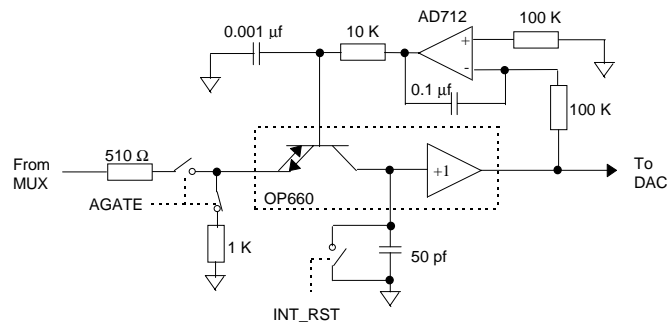 0.001 µf
10 K
AD712
100 K
+
-
0.1 µf
100 K
From
MUX
510 Ω
+1
To
DAC
OP660
AGATE
1 K
50 pf
INT_RST